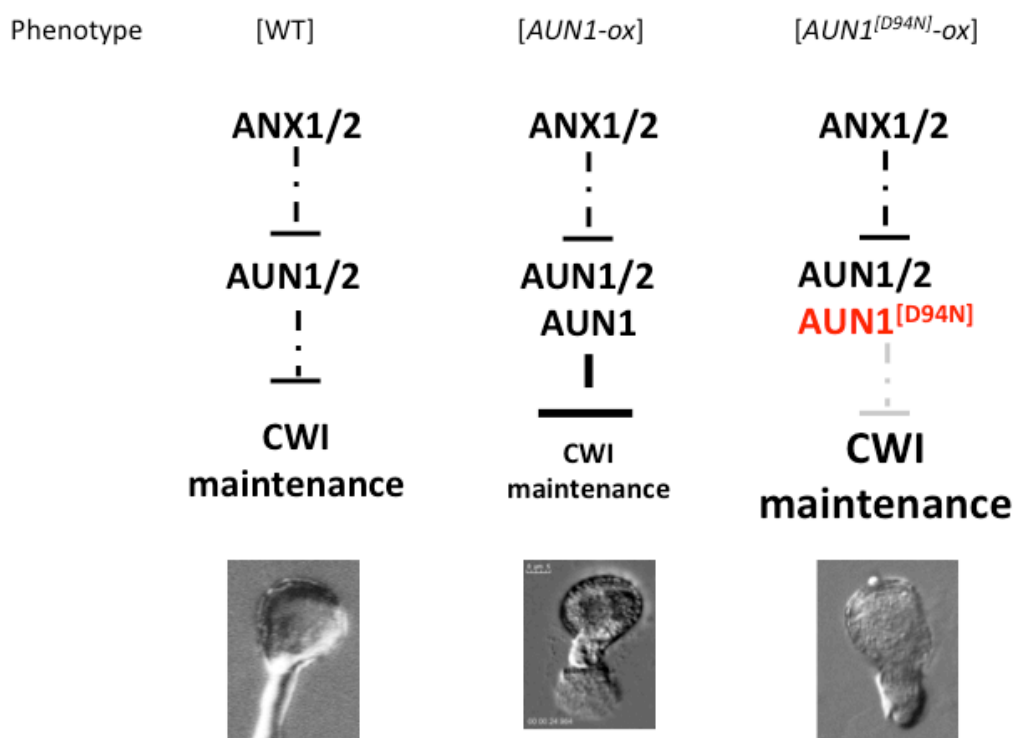 Phenotype [WT] [AUN1-ox] [AUN1[D94N]-ox]
ANX1/2 ANX1/2 ANX1/2
AUN1/2 AUN1/2 AUN1/2
AUN1 AUN1[D94N]
CWI CWI CWI
maintenance maintenance maintenance